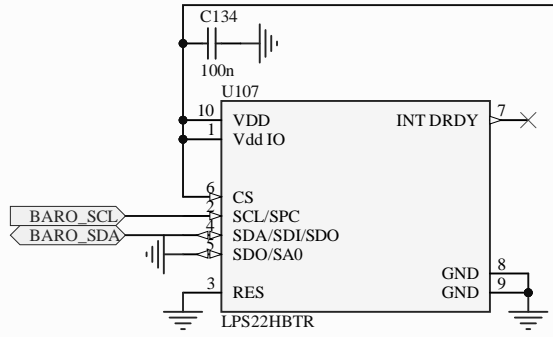 C134
100n
U107
10 VDD
1 Vdd IO
INT DRDY 7
6 CS
2 SCL/SPC
4 SDA/SDI/SDO
5 SDO/SA0
BARO_SCL
BARO_SDA
3 RES
GND 8
GND 9
LPS22HBTR